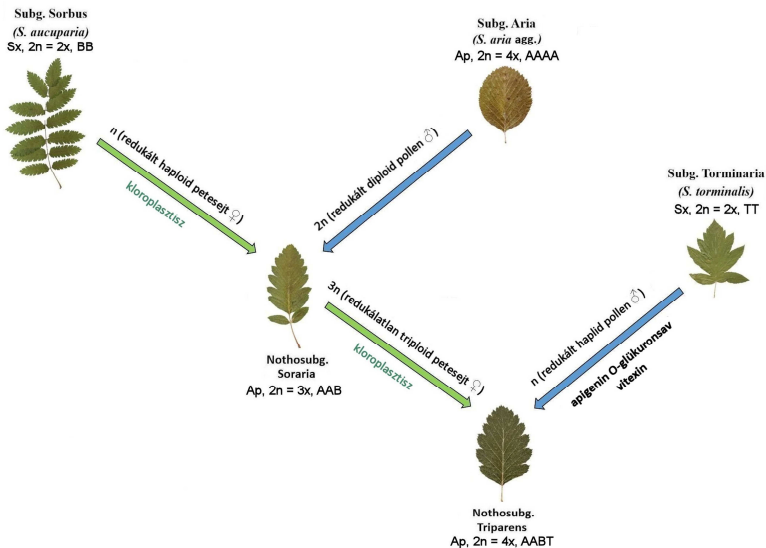 Subg. Sorbus
(S. aucuparia)
Sx, 2n = 2x, BB
Subg. Aria
(S. aria agg.)
Ap, 2n = 4x, AAAA
Subg. Torminaria
(S. torminalis)
Sx, 2n = 2x, TT
n (redukált haploid petesejt ♀)
kloroplasztisz
2n (redukált diploid pollen ♂)
Nothosubg.
Soraria
Ap, 2n = 3x, AAB
3n (redukálatlan triploid petesejt ♀)
kloroplasztisz
n (redukált haplid pollen ♂)
apigenin O-glükuronsav
vitexin
Nothosubg.
Triparens
Ap, 2n = 4x, AABT